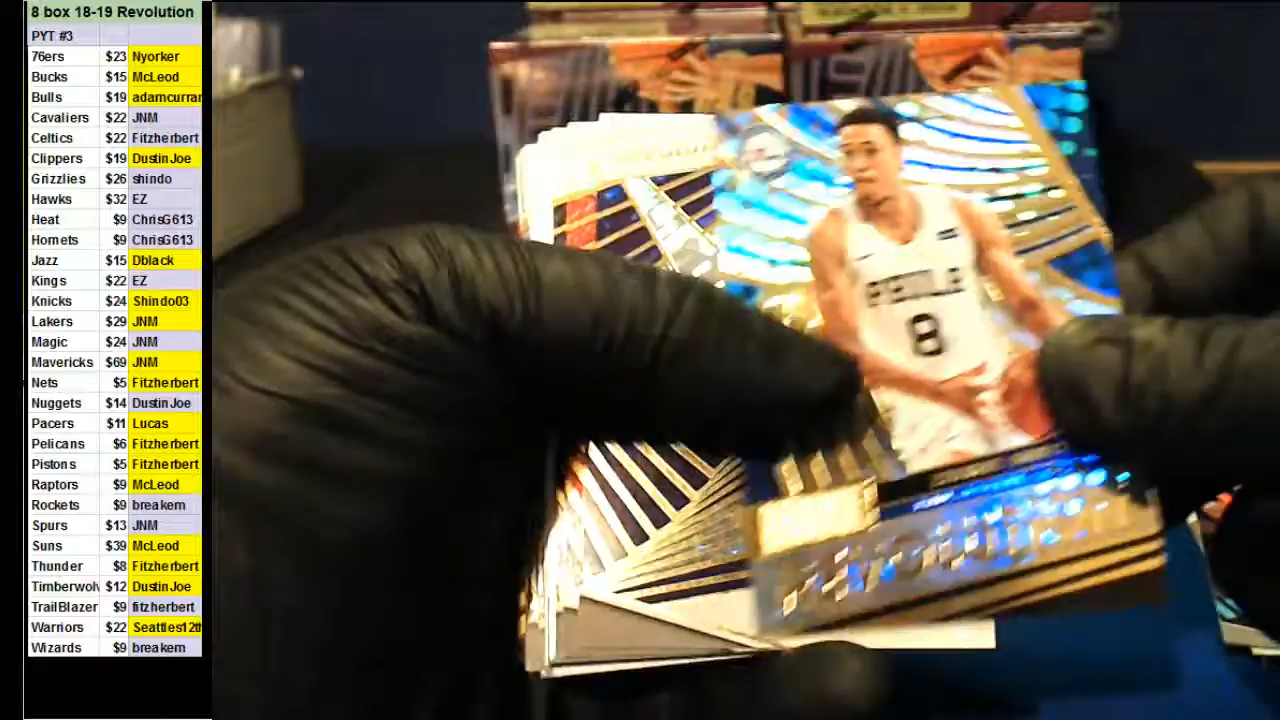 8 box 18-19 Revolution
PYT #3
76ers $23 Nyorker
Bucks $15 McLeod
Bulls $19 adamcurran
Cavaliers $22 JNM
Celtics $22 Fitzherbert
Clippers $19 DustinJoe
Grizzlies $26 shindo
Hawks $32 EZ
Heat $9 ChrisG613
Hornets $9 ChrisG613
Jazz $15 Dblack
Kings $22 EZ
Knicks $24 Shindo03
Lakers $29 JNM
Magic $24 JNM
Mavericks $69 JNM
Nets $5 Fitzherbert
Nuggets $14 DustinJoe
Pacers $11 Lucas
Pelicans $6 Fitzherbert
Pistons $5 Fitzherbert
Raptors $9 McLeod
Rockets $9 breakem
Spurs $13 JNM
Suns $39 McLeod
Thunder $8 Fitzherbert
Timberwolv $12 DustinJoe
TrailBlazer $9 fitzherbert
Warriors $22 Seattles12th
Wizards $9 breakem
PHILA
8